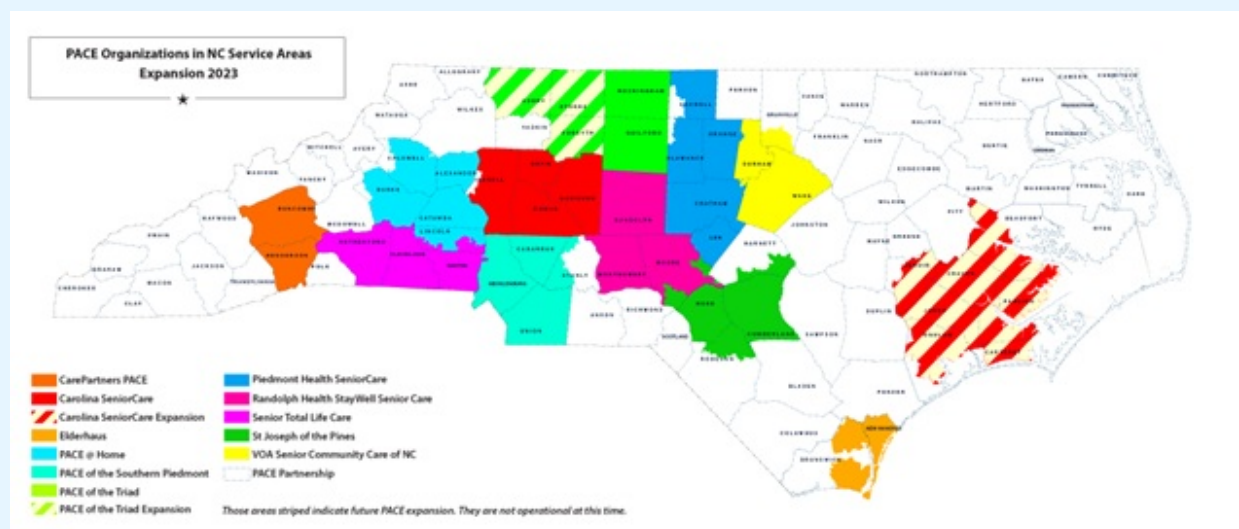 PACE Organizations in NC Service Areas
Expansion 2023
ALLEGHANY
ASHE
WATAUGA
WILKES
SURRY
STOKES
YADKIN
FORSYTH
ROCKINGHAM
GUILFORD
CASWELL
PERSON
ORANGE
ALAMANCE
CHATHAM
LEE
GRANVILLE
VANCE
WARREN
FRANKLIN
NASH
HALIFAX
NORTHAMPTON
HERTFORD
GATES
CAMDEN
CURRITUCK
BERTIE
EDGECOMBE
MARTIN
WASHINGTON
TYRRELL
DARE
HYDE
BEAUFORT
PITT
WILSON
GREENE
WAYNE
JOHNSTON
WAKE
DURHAM
HARNETT
MITCHELL
AVERY
CALDWELL
ALEXANDER
BURKE
CATAWBA
LINCOLN
MADISON
YANCEY
MCDOWELL
BUNCOMBE
HENDERSON
HAYWOOD
SWAIN
GRAHAM
CHEROKEE
CLAY
MACON
JACKSON
TRANSYLVANIA
POLK
RUTHERFORD
CLEVELAND
GASTON
CABARRUS
MECKLENBURG
UNION
STANLY
ANSON
RICHMOND
SCOTLAND
RANDOLPH
MONTGOMERY
MOORE
HOKE
CUMBERLAND
ROBESON
SAMPSON
DUPLIN
BLADEN
PENDER
COLUMBUS
BRUNSWICK
NEW HANOVER
CRAVEN
CARTERET
CarePartners PACE
Carolina SeniorCare
Carolina SeniorCare Expansion
Elderhaus
PACE @ Home
PACE of the Southern Piedmont
PACE of the Triad
PACE of the Triad Expansion
Piedmont Health SeniorCare
Randolph Health StayWell Senior Care
Senior Total Life Care
St Joseph of the Pines
VOA Senior Community Care of NC
PACE Partnership
Those areas striped indicate future PACE expansion. They are not operational at this time.